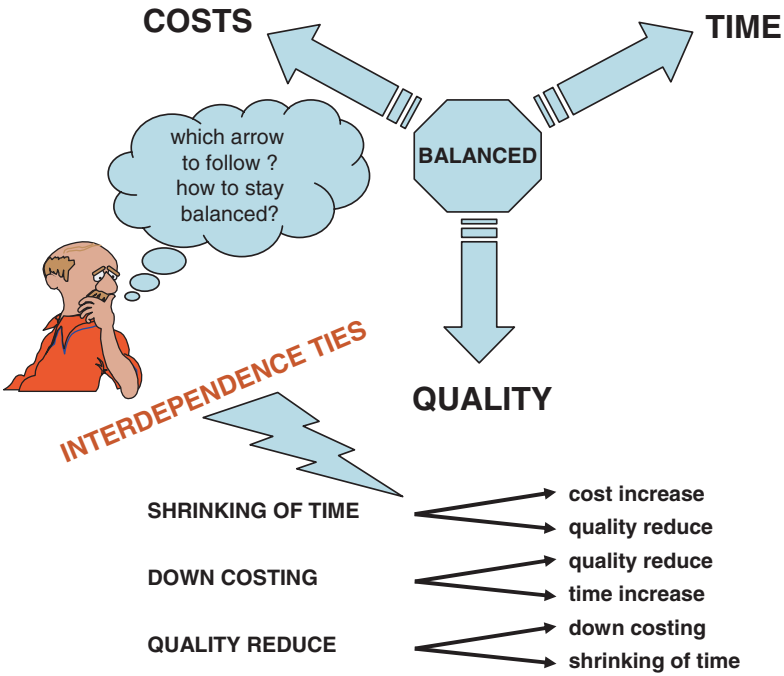 COSTS
TIME
which arrow
to follow ?
how to stay
balanced?
BALANCED
INTERDEPENDENCE TIES
QUALITY
SHRINKING OF TIME
cost increase
quality reduce
DOWN COSTING
quality reduce
time increase
QUALITY REDUCE
down costing
shrinking of time